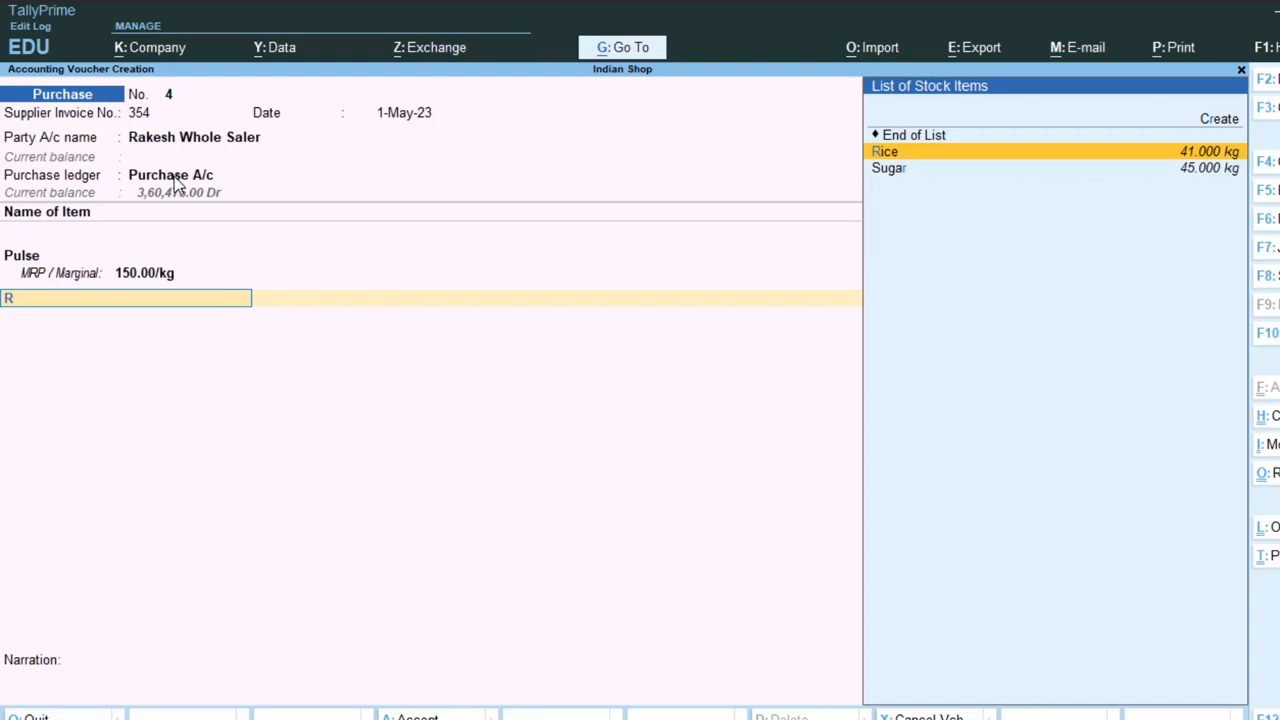 TallyPrime
Edit Log
EDU
MANAGE
K: Company Y: Data Z: Exchange G: Go To O: Import E: Export M: E-mail P: Print F1:
Accounting Voucher Creation Indian Shop
Purchase No. 4
Supplier Invoice No.: 354 Date : 1-May-23
Party A/c name : Rakesh Whole Saler
Current balance :
Purchase ledger : Purchase A/c
Current balance : Dr
Name of Item
Pulse
MRP / Marginal: 150.00/kg
R
Narration:
List of Stock Items
Create
♦ End of List
Rice 41.000 kg
Sugar 45.000 kg
F2:
F3:
F4:
F5:
F6:
F7:
F8:
F9:
F10
E:
H:
I:
O:
L:
T:
Q: Quit A: Accept D: Delete X: Cancel Vch